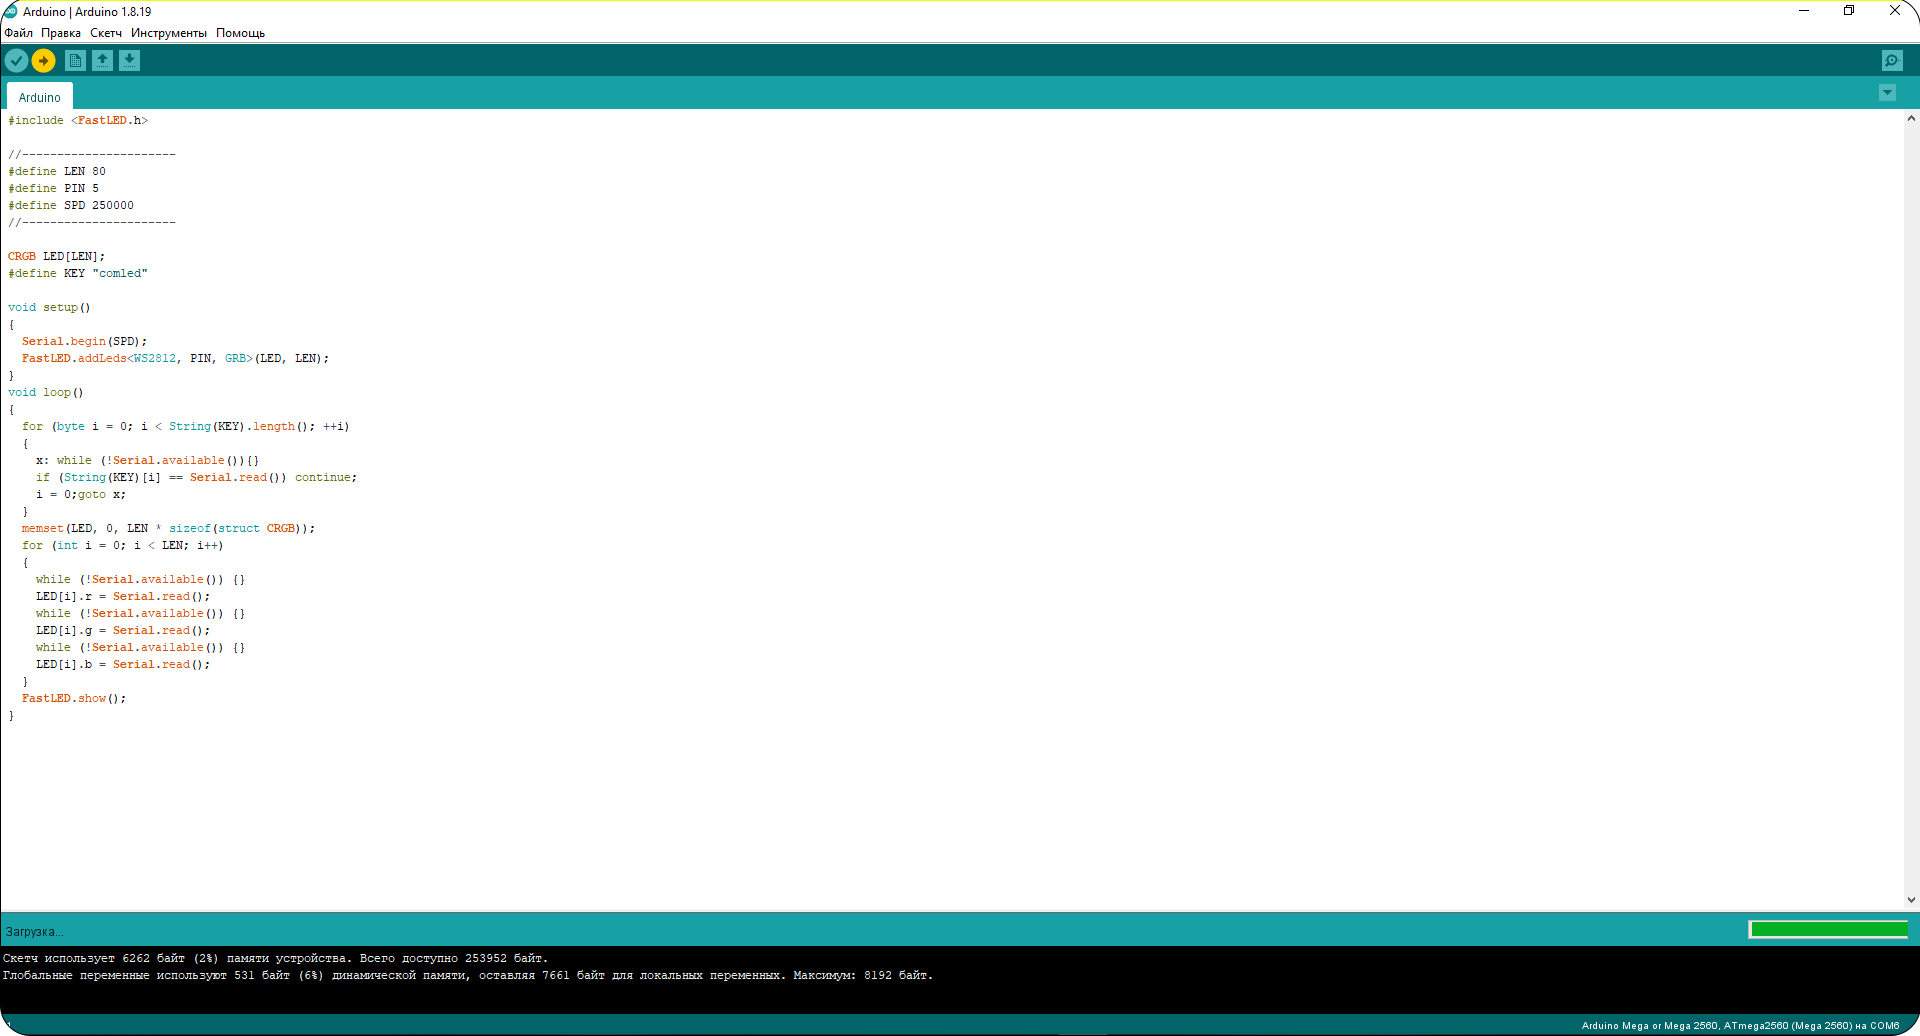 Arduino | Arduino 1.8.19
Файл Правка Скетч Инструменты Помощь
Arduino
#include <FastLED.h>
//----------------------
#define LEN 80
#define PIN 5
#define SPD 250000
//----------------------
CRGB LED[LEN];
#define KEY "comled"
void setup()
{
  Serial.begin(SPD);
  FastLED.addLeds<WS2812, PIN, GRB>(LED, LEN);
}
void loop()
{
  for (byte i = 0; i < String(KEY).length(); ++i)
  {
    x: while (!Serial.available()){}
    if (String(KEY)[i] == Serial.read()) continue;
    i = 0;goto x;
  }
  memset(LED, 0, LEN * sizeof(struct CRGB));
  for (int i = 0; i < LEN; i++)
  {
    while (!Serial.available()) {}
    LED[i].r = Serial.read();
    while (!Serial.available()) {}
    LED[i].g = Serial.read();
    while (!Serial.available()) {}
    LED[i].b = Serial.read();
  }
  FastLED.show();
}
Загрузка...
Скетч использует 6262 байт (2%) памяти устройства. Всего доступно 253952 байт.
Глобальные переменные используют 531 байт (6%) динамической памяти, оставляя 7661 байт для локальных переменных. Максимум: 8192 байт.
Arduino Mega or Mega 2560, ATmega2560 (Mega 2560) на COM6